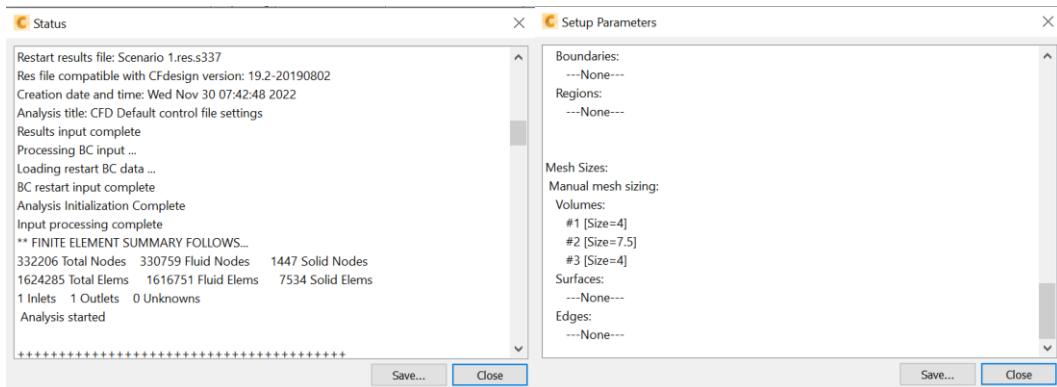 Status
Restart results file: Scenario 1.res.s337
Res file compatible with CFdesign version: 19.2-20190802
Creation date and time: Wed Nov 30 07:42:48 2022
Analysis title: CFD Default control file settings
Results input complete
Processing BC input ...
Loading restart BC data ...
BC restart input complete
Analysis Initialization Complete
Input processing complete
** FINITE ELEMENT SUMMARY FOLLOWS...
332206 Total Nodes 330759 Fluid Nodes 1447 Solid Nodes
1624285 Total Elems 1616751 Fluid Elems 7534 Solid Elems
1 Inlets 1 Outlets 0 Unknowns
Analysis started
++++++++++++++++++++++++++++++++++++++++
Save... Close
Setup Parameters
Boundaries:
---None---
Regions:
---None---
Mesh Sizes:
Manual mesh sizing:
Volumes:
#1 [Size=4]
#2 [Size=7.5]
#3 [Size=4]
Surfaces:
---None---
Edges:
---None---
Save... Close